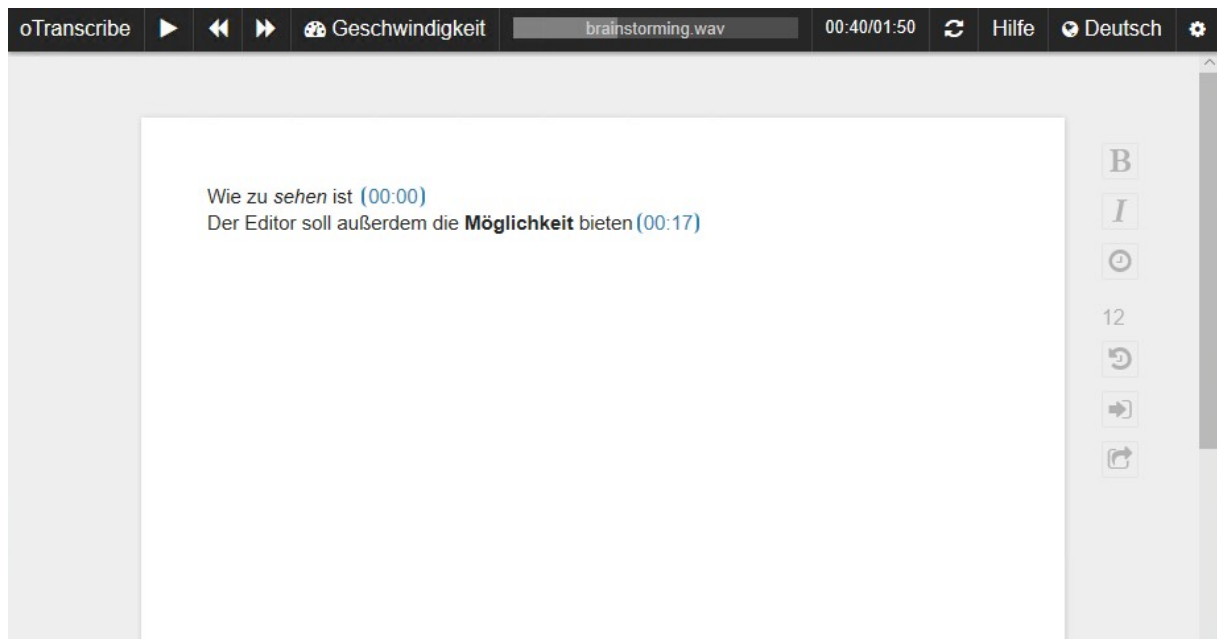 oTranscribe Geschwindigkeit brainstorming.wav 00:40/01:50 Hilfe Deutsch
Wie zu sehen ist (00:00)
Der Editor soll außerdem die Möglichkeit bieten (00:17)
B
I
12